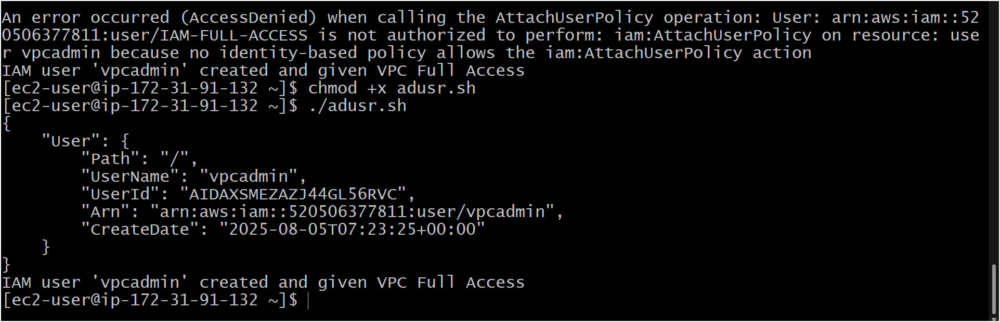 An error occurred (AccessDenied) when calling the AttachUserPolicy operation: User: arn:aws:iam::52
0506377811:user/IAM-FULL-ACCESS is not authorized to perform: iam:AttachUserPolicy on resource: use
r vpcadmin because no identity-based policy allows the iam:AttachUserPolicy action
IAM user 'vpcadmin' created and given VPC Full Access
[ec2-user@ip-172-31-91-132 ~]$ chmod +x adusr.sh
[ec2-user@ip-172-31-91-132 ~]$ ./adusr.sh
{
    "User": {
        "Path": "/",
        "UserName": "vpcadmin",
        "UserId": "AIDAXSMEZAZJ44GL56RVC",
        "Arn": "arn:aws:iam::520506377811:user/vpcadmin",
        "CreateDate": "2025-08-05T07:23:25+00:00"
    }
}
IAM user 'vpcadmin' created and given VPC Full Access
[ec2-user@ip-172-31-91-132 ~]$